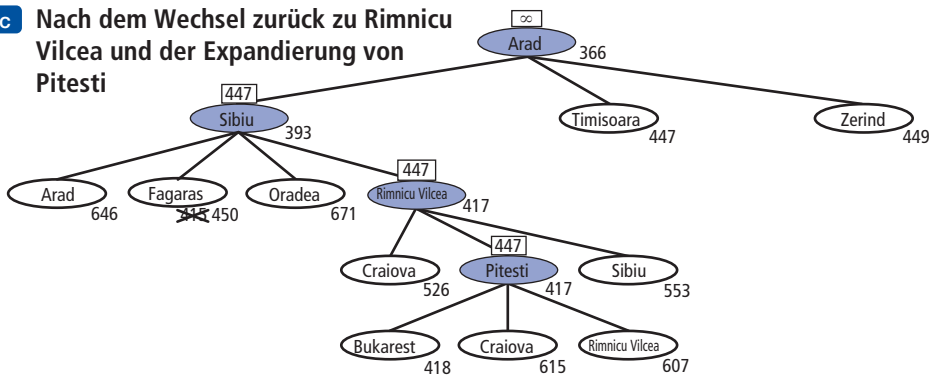 c Nach dem Wechsel zurück zu Rimnicu
Vilcea und der Expandierung von
Pitesti
∞
Arad
366
447
Sibiu
393
Timisoara
447
Zerind
449
Arad
646
Fagaras
415 450
Oradea
671
447
Rimnicu Vilcea
417
Craiova
526
447
Pitesti
417
Sibiu
553
Bukarest
418
Craiova
615
Rimnicu Vilcea
607